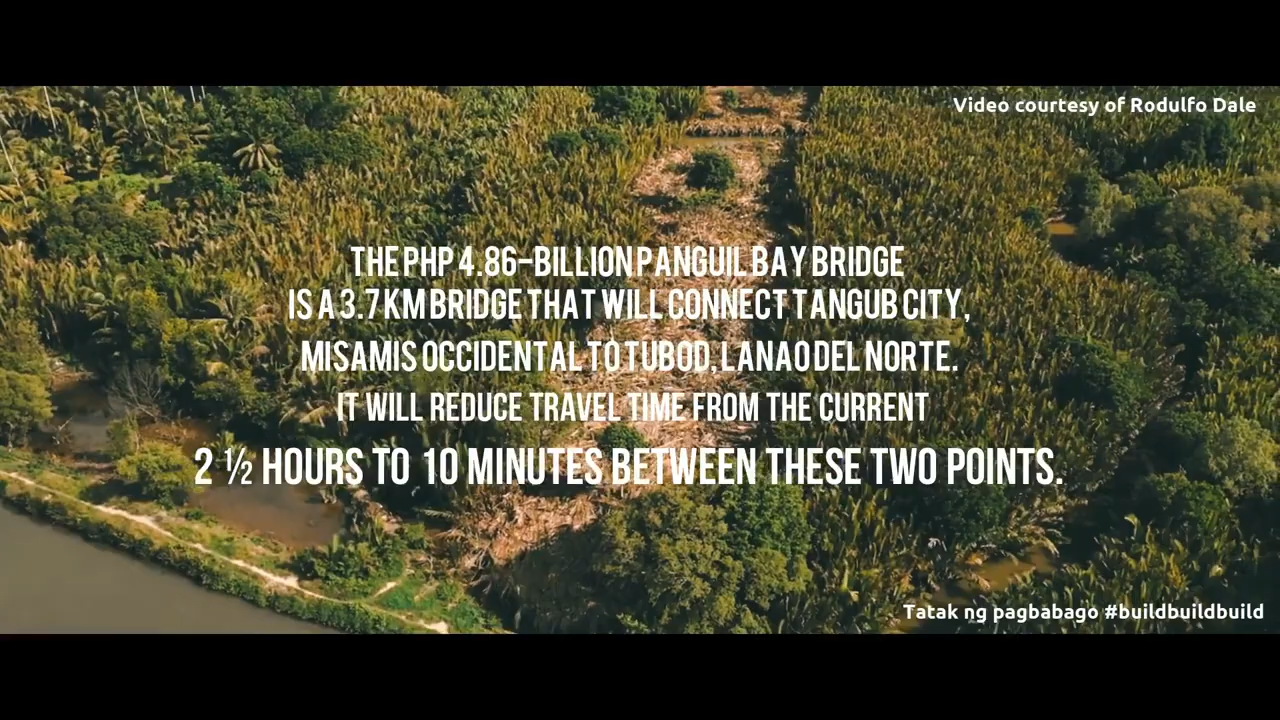 Video courtesy of Rodulfo Dale
THE PHP 4.86-BILLION PANGUIL BAY BRIDGE
IS A 3.7 KM BRIDGE THAT WILL CONNECT TANGUB CITY,
MISAMIS OCCIDENTAL TO TUBOD, LANAO DEL NORTE.
IT WILL REDUCE TRAVEL TIME FROM THE CURRENT
2 ½ HOURS TO 10 MINUTES BETWEEN THESE TWO POINTS.
Tatak ng pagbabago #buildbuildbuild